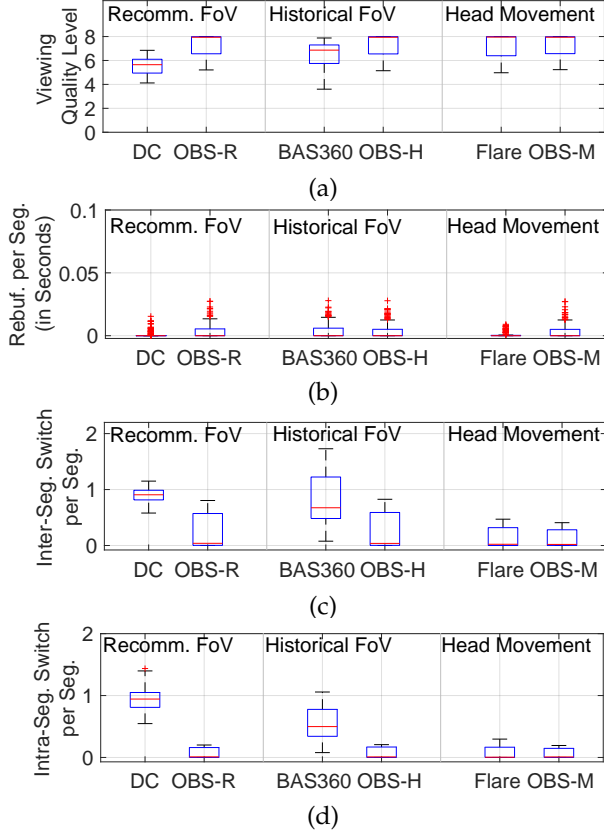 Recomm. FoV Historical FoV Head Movement
Viewing
Quality Level
8
6
4
2
0
DC OBS-R BAS360 OBS-H Flare OBS-M
(a)
Recomm. FoV Historical FoV Head Movement
Rebuf. per Seg.
(in Seconds)
0.1
0.05
0
DC OBS-R BAS360 OBS-H Flare OBS-M
(b)
Recomm. FoV Historical FoV Head Movement
Inter-Seg. Switch
per Seg.
2
1
0
DC OBS-R BAS360 OBS-H Flare OBS-M
(c)
Recomm. FoV Historical FoV Head Movement
Intra-Seg. Switch
per Seg.
2
1
0
DC OBS-R BAS360 OBS-H Flare OBS-M
(d)